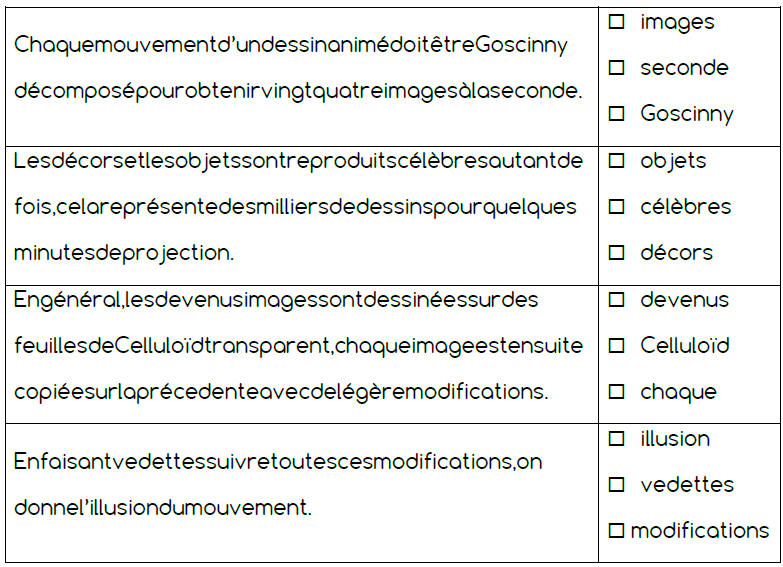 Chaquemouvementd'undessinanimédoitêtreGoscinny
décomposépourobtenirvingtquatreimagesàlaseconde.
☐ images
☐ seconde
☐ Goscinny
Lesdécorsetlesobjetssontreproduitscélèbresautantde
fois,celareprésentedesmilliersdedessinspourquelques
minutesdeprojection.
☐ objets
☐ célèbres
☐ décors
Engénéral,lesdevenusimagessontdessinéessurdes
feuillesdeCelluloïdtransparent,chaqueimageestensuite
copiéesurlaprécedenteavecdelégèremodifications.
☐ devenus
☐ Celluloïd
☐ chaque
Enfaisantvedettessuivretoutescesmodifications,on
donnel'illusiondumouvement.
☐ illusion
☐ vedettes
☐ modifications